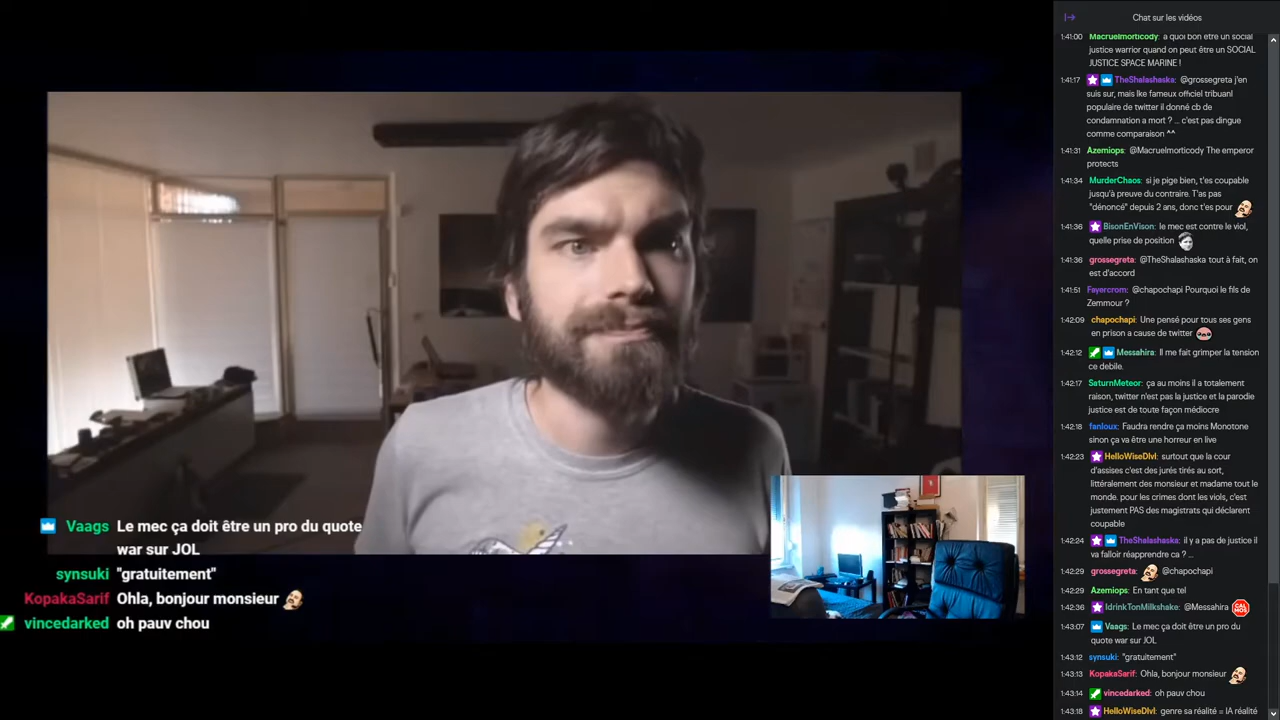 Vaags Le mec ça doit être un pro du quote
war sur JOL
synsuki "gratuitement"
KopakaSarif Ohla, bonjour monsieur
vincedarked oh pauv chou
Chat sur les vidéos
1:41:00 Macruelmorticody: a quoi bon etre un social
justice warrior quand on peut être un SOCIAL
JUSTICE SPACE MARINE !
1:41:17 TheShalashaska: @grossegreta j'en
suis sur, mais lke fameux officiel tribuanl
populaire de twitter il donné cb de
condamnation a mort ? ... c'est pas dingue
comme comparaison ^^
1:41:31 Azemiops: @Macruelmorticody The emperor
protects
1:41:34 MurderChaos: si je pige bien, t'es coupable
jusqu'à preuve du contraire. T'as pas
"dénoncé" depuis 2 ans, donc t'es pour
1:41:36 BisonEnVison: le mec est contre le viol,
quelle prise de position
1:41:36 grossegreta: @TheShalashaska tout à fait, on
est d'accord
1:41:51 Fayercrom: @chapochapi Pourquoi le fils de
Zemmour ?
1:42:09 chapochapi: Une pensé pour tous ses gens
en prison a cause de twitter
1:42:12 Messahira: Il me fait grimper la tension
ce debile.
1:42:17 SaturnMeteor: ça au moins il a totalement
raison, twitter n'est pas la justice et la parodie
justice est de toute façon médiocre
1:42:18 fanloux: Faudra rendre ça moins Monotone
sinon ça va être une horreur en live
1:42:23 HelloWiseDlvl: surtout que la cour
d'assises c'est des jurés tirés au sort,
littéralement des monsieur et madame tout le
monde. pour les crimes dont les viols, c'est
justement PAS des magistrats qui déclarent
coupable
1:42:24 TheShalashaska: il y a pas de justice il
va falloir réapprendre ca ? ...
1:42:29 grossegreta: @chapochapi
1:42:29 Azemiops: En tant que tel
1:42:36 IdrinkTonMilkshake: @Messahira
1:43:07 Vaags: Le mec ça doit être un pro du
quote war sur JOL
1:43:12 synsuki: "gratuitement"
1:43:13 KopakaSarif: Ohla, bonjour monsieur
1:43:14 vincedarked: oh pauv chou
1:43:18 HelloWiseDlvl: genre sa réalité = lA réalité